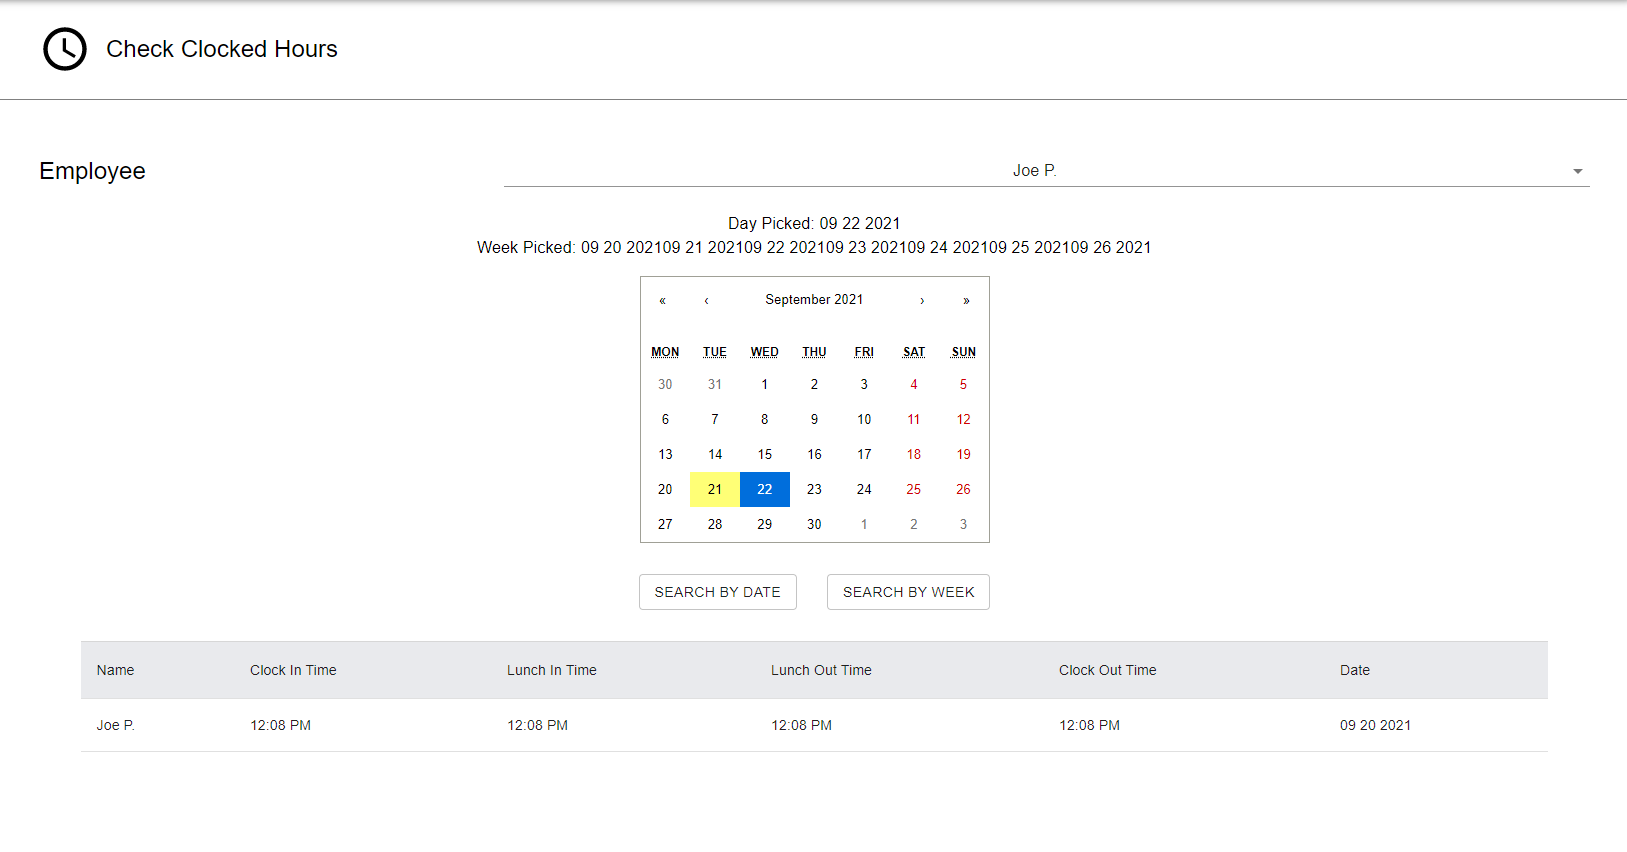 Check Clocked Hours
Employee
Joe P.
Day Picked: 09 22 2021
Week Picked: 09 20 202109 21 202109 22 202109 23 202109 24 202109 25 202109 26 2021
« ‹ September 2021 › »
MON TUE WED THU FRI SAT SUN
30 31 1 2 3 4 5
6 7 8 9 10 11 12
13 14 15 16 17 18 19
20 21 22 23 24 25 26
27 28 29 30 1 2 3
SEARCH BY DATE SEARCH BY WEEK
Name Clock In Time Lunch In Time Lunch Out Time Clock Out Time Date
Joe P. 12:08 PM 12:08 PM 12:08 PM 12:08 PM 09 20 2021